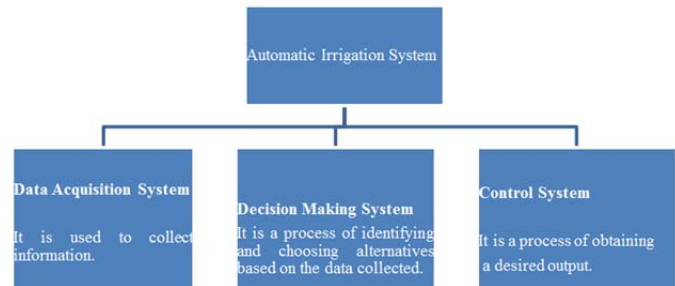 Automatic Irrigation System
Data Acquisition System
It is used to collect
information.
Decision Making System
It is a process of identifying
and choosing alternatives
based on the data collected.
Control System
It is a process of obtaining
a desired output.